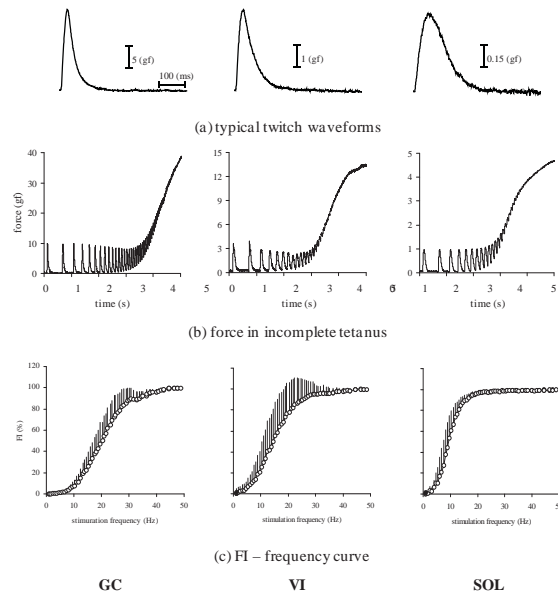 5 (gf)
100 (ms)
1 (gf)
0.15 (gf)
(a) typical twitch waveforms
force (gf)
40
30
20
10
0
0 1 2 3 4 5
time (s)
15
12
9
6
3
0
0 1 2 3 4 5
time (s)
5
4
3
2
1
0
0 1 2 3 4 5
time (s)
(b) force in incomplete tetanus
FI (%)
120
100
80
60
40
20
0
0 10 20 30 40 50
stimuration frequency (Hz)
0 10 20 30 40 50
stimulation frequency (Hz)
0 10 20 30 40 50
stimulation frequency (Hz)
(c) FI – frequency curve
GC VI SOL